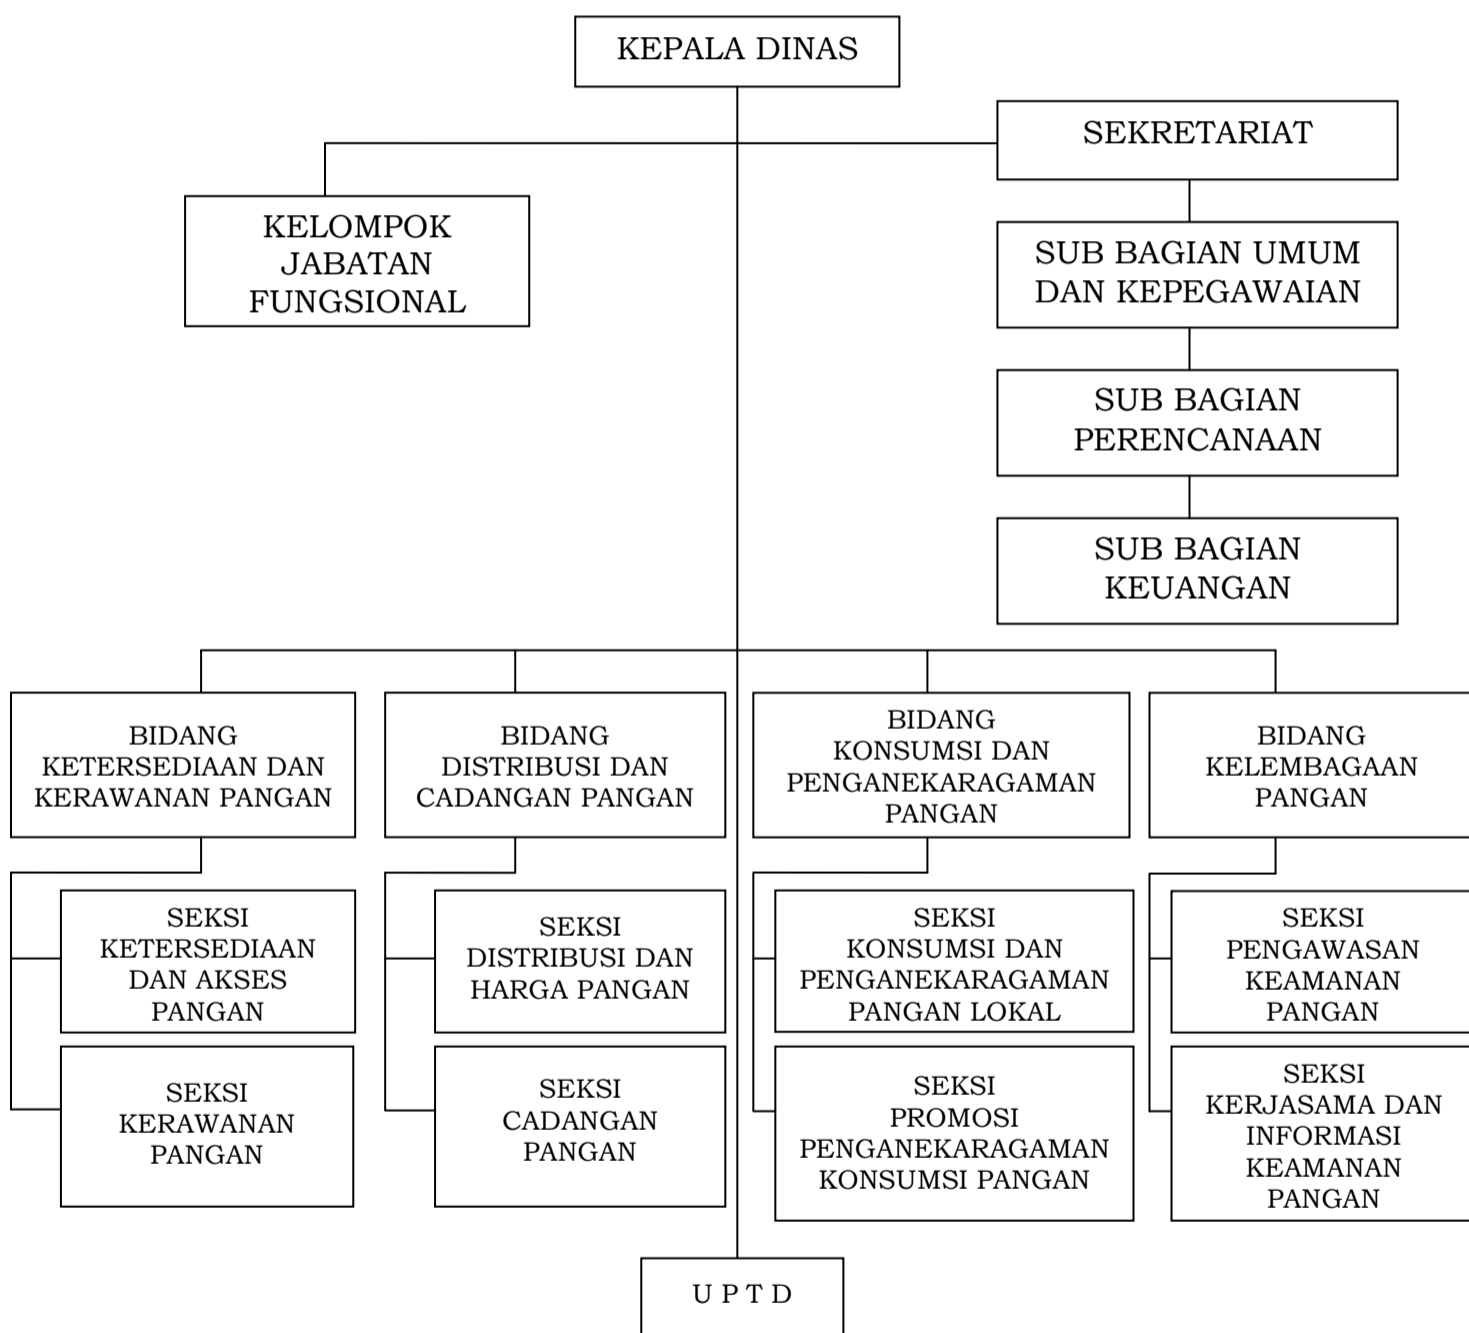 KEPALA DINAS
SEKRETARIAT
KELOMPOK
JABATAN
FUNGSIONAL
SUB BAGIAN UMUM
DAN KEPEGAWAIAN
SUB BAGIAN
PERENCANAAN
SUB BAGIAN
KEUANGAN
BIDANG
KETERSEDIAAN DAN
KERAWANAN PANGAN
BIDANG
DISTRIBUSI DAN
CADANGAN PANGAN
BIDANG
KONSUMSI DAN
PENGANEKARAGAMAN
PANGAN
BIDANG
KELEMBAGAAN
PANGAN
SEKSI
KETERSEDIAAN
DAN AKSES
PANGAN
SEKSI
DISTRIBUSI DAN
HARGA PANGAN
SEKSI
KONSUMSI DAN
PENGANEKARAGAMAN
PANGAN LOKAL
SEKSI
PENGAWASAN
KEAMANAN
PANGAN
SEKSI
KERAWANAN
PANGAN
SEKSI
CADANGAN
PANGAN
SEKSI
PROMOSI
PENGANEKARAGAMAN
KONSUMSI PANGAN
SEKSI
KERJASAMA DAN
INFORMASI
KEAMANAN
PANGAN
U P T D